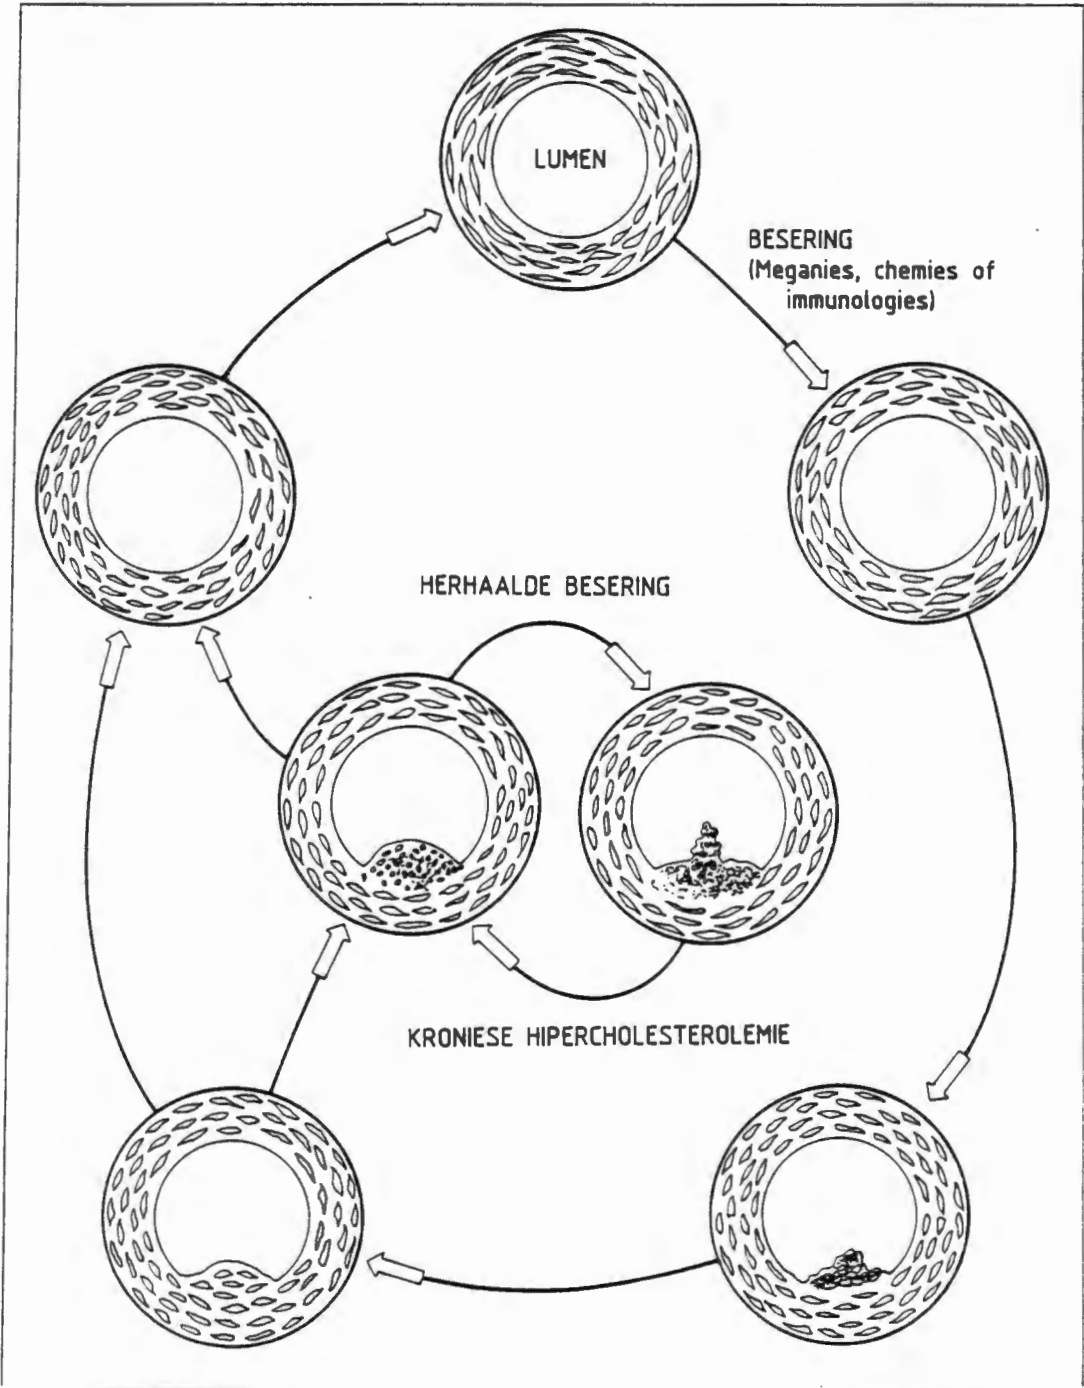 LUMEN
BESERING
(Meganies, chemies of
immunologies)
HERHAALDE BESERING
KRONIESE HIPERCHOLESTEROLEMIE